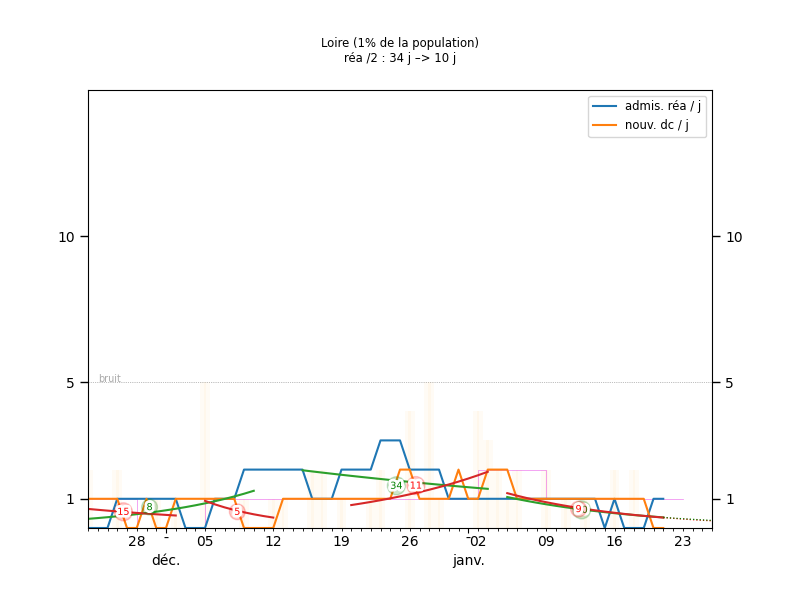 Loire (1% de la population)
réa /2 : 34 j –> 10 j
admis. réa / j
nouv. dc / j
10 10
bruit
5 5
34 11
1 1
15 8 5 9
28 05 12 19 26 02 09 16 23
déc. janv.